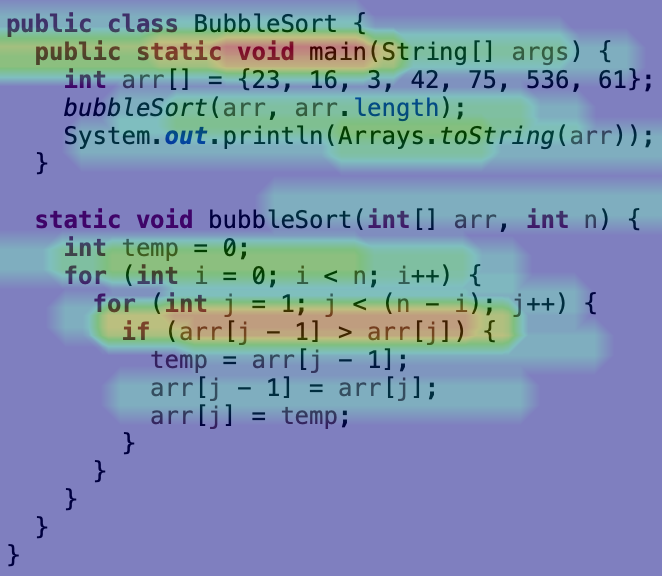 public class BubbleSort {
  public static void main(String[] args) {
    int arr[] = {23, 16, 3, 42, 75, 536, 61};
    bubbleSort(arr, arr.length);
    System.out.println(Arrays.toString(arr));
  }

  static void bubbleSort(int[] arr, int n) {
    int temp = 0;
    for (int i = 0; i < n; i++) {
      for (int j = 1; j < (n - i); j++) {
        if (arr[j - 1] > arr[j]) {
          temp = arr[j - 1];
          arr[j - 1] = arr[j];
          arr[j] = temp;
        }
      }
    }
  }
}